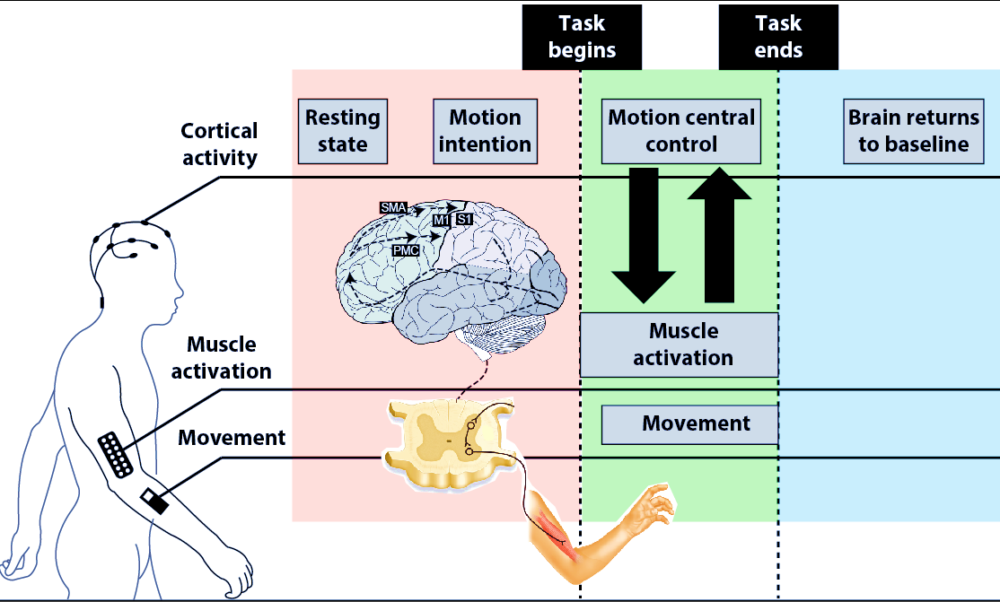 Task
begins
Task
ends
Resting
state
Motion
intention
Motion central
control
Brain returns
to baseline
Cortical
activity
SMA
M1
S1
PMC
Muscle
activation
Muscle
activation
Movement
Movement